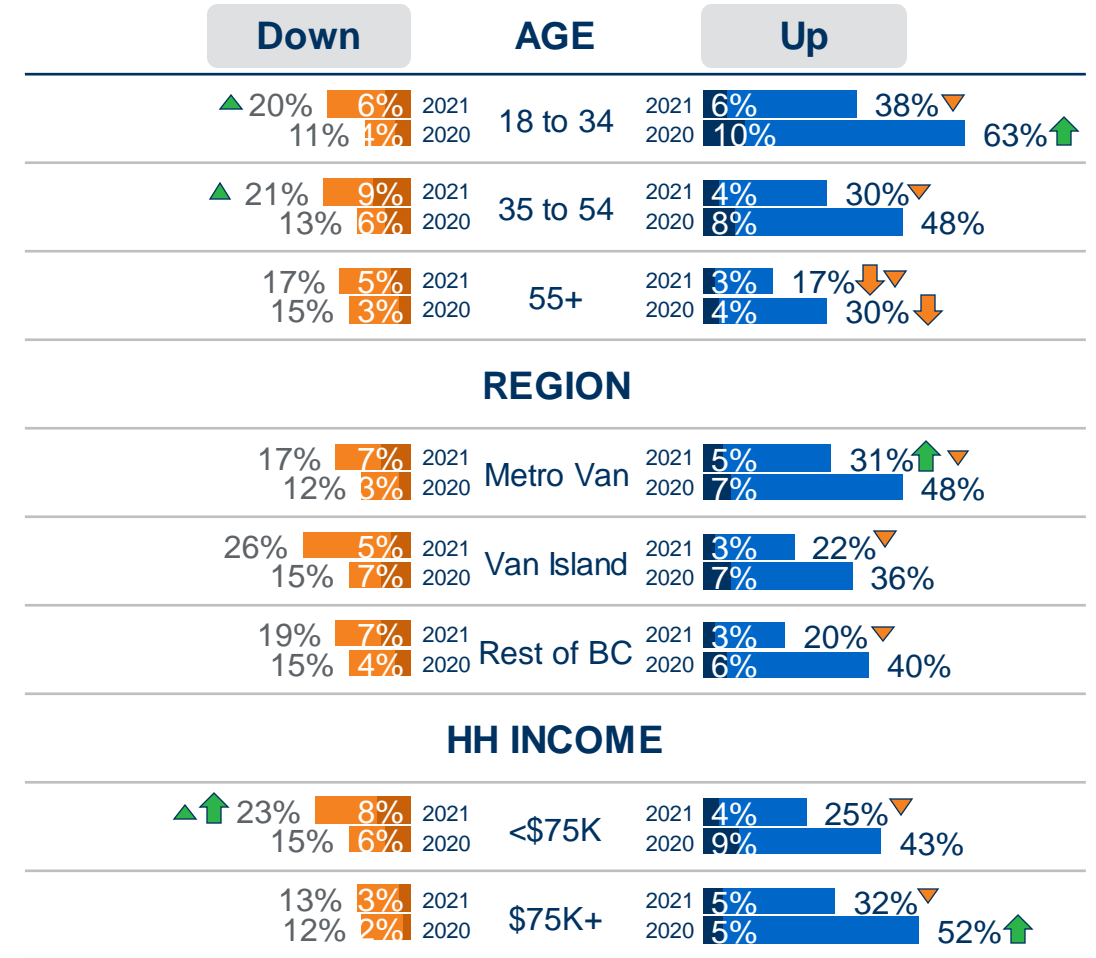 Down AGE Up
20% 6% 2021 18 to 34 2021 6% 38%
11% 4% 2020 2020 10% 63%
21% 9% 2021 35 to 54 2021 4% 30%
13% 6% 2020 2020 8% 48%
17% 5% 2021 55+ 2021 3% 17%
15% 3% 2020 2020 4% 30%
REGION
17% 7% 2021 Metro Van 2021 5% 31%
12% 3% 2020 2020 7% 48%
26% 5% 2021 Van Island 2021 3% 22%
15% 7% 2020 2020 7% 36%
19% 7% 2021 Rest of BC 2021 3% 20%
15% 4% 2020 2020 6% 40%
HH INCOME
23% 8% 2021 <$75K 2021 4% 25%
15% 6% 2020 2020 9% 43%
13% 3% 2021 $75K+ 2021 5% 32%
12% 2% 2020 2020 5% 52%